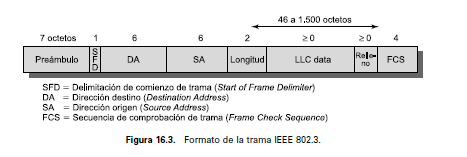 46 a 1.500 octetos
7 octetos 1 6 6 2 ≥ 0 ≥ 0 4
Preámbulo SFD DA SA Longitud LLC data Relleno FCS
SFD = Delimitación de comienzo de trama (Start of Frame Delimiter)
DA = Dirección destino (Destination Address)
SA = Dirección origen (Source Address)
FCS = Secuencia de comprobación de trama (Frame Check Sequence)
Figura 16.3. Formato de la trama IEEE 802.3.